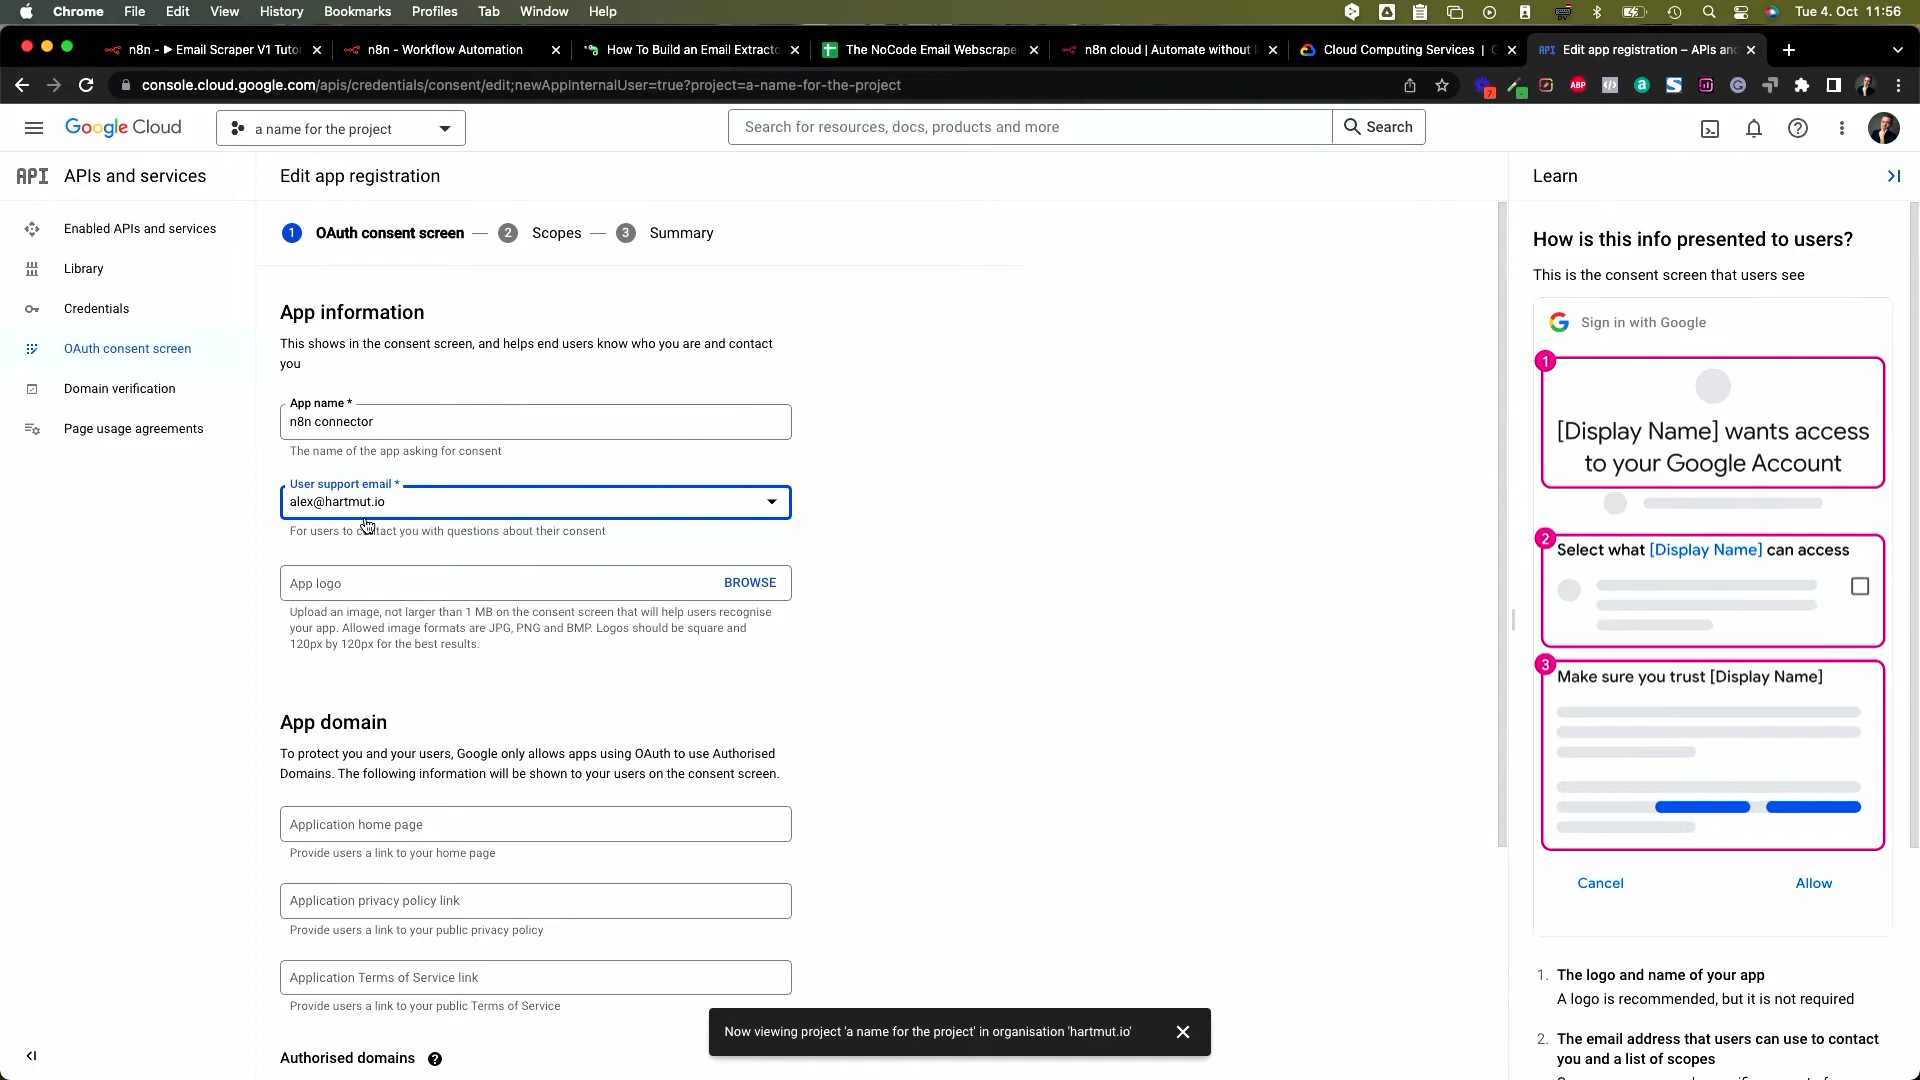 Chrome File Edit View History Bookmarks Profiles Tab Window Help
Tue 4. Oct 11:56
n8n - ▶ Email Scraper V1 Tutor
n8n - Workflow Automation
How To Build an Email Extracto
The NoCode Email Webscrape
n8n cloud | Automate without
Cloud Computing Services | G
API Edit app registration – APIs an
console.cloud.google.com/apis/credentials/consent/edit;newAppInternalUser=true?project=a-name-for-the-project
7
ABP
Google Cloud
a name for the project
Search for resources, docs, products and more
Search
API APIs and services
Enabled APIs and services
Library
Credentials
OAuth consent screen
Domain verification
Page usage agreements
Edit app registration
1 OAuth consent screen — 2 Scopes — 3 Summary
App information
This shows in the consent screen, and helps end users know who you are and contact
you
App name *
n8n connector
The name of the app asking for consent
User support email *
alex@hartmut.io
For users to contact you with questions about their consent
App logo
BROWSE
Upload an image, not larger than 1 MB on the consent screen that will help users recognise
your app. Allowed image formats are JPG, PNG and BMP. Logos should be square and
120px by 120px for the best results.
App domain
To protect you and your users, Google only allows apps using OAuth to use Authorised
Domains. The following information will be shown to your users on the consent screen.
Application home page
Provide users a link to your home page
Application privacy policy link
Provide users a link to your public privacy policy
Application Terms of Service link
Provide users a link to your public Terms of Service
Authorised domains ?
Now viewing project 'a name for the project' in organisation 'hartmut.io'
Learn
How is this info presented to users?
This is the consent screen that users see
Sign in with Google
1
[Display Name] wants access
to your Google Account
2
Select what [Display Name] can access
3
Make sure you trust [Display Name]
Cancel
Allow
1. The logo and name of your app
A logo is recommended, but it is not required
2. The email address that users can use to contact
you and a list of scopes